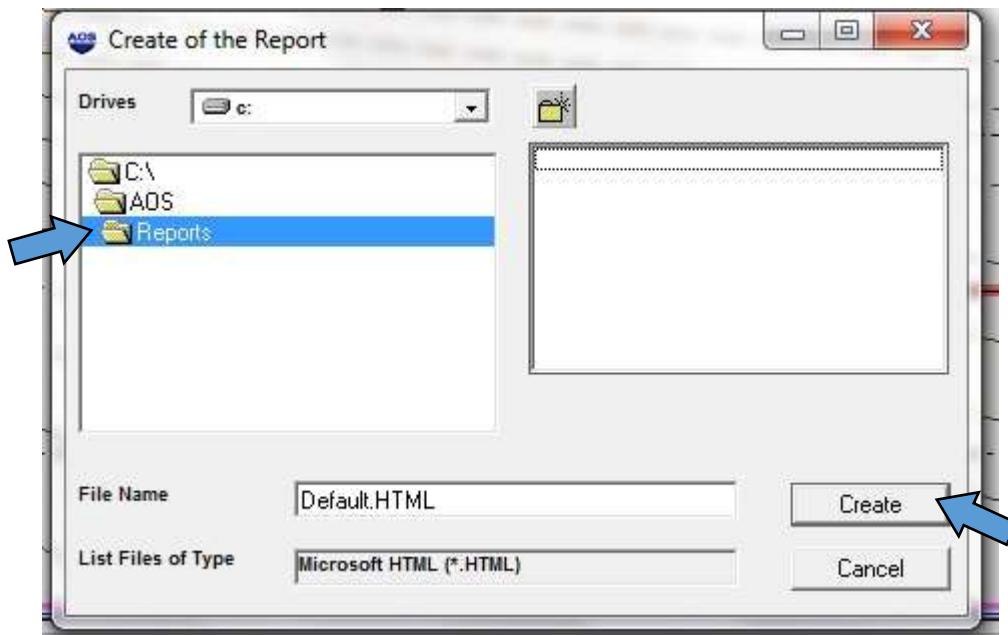 AOS Create of the Report
Drives
c:
C:\
AOS
Reports
File Name
Default.HTML
Create
List Files of Type
Microsoft HTML (*.HTML)
Cancel